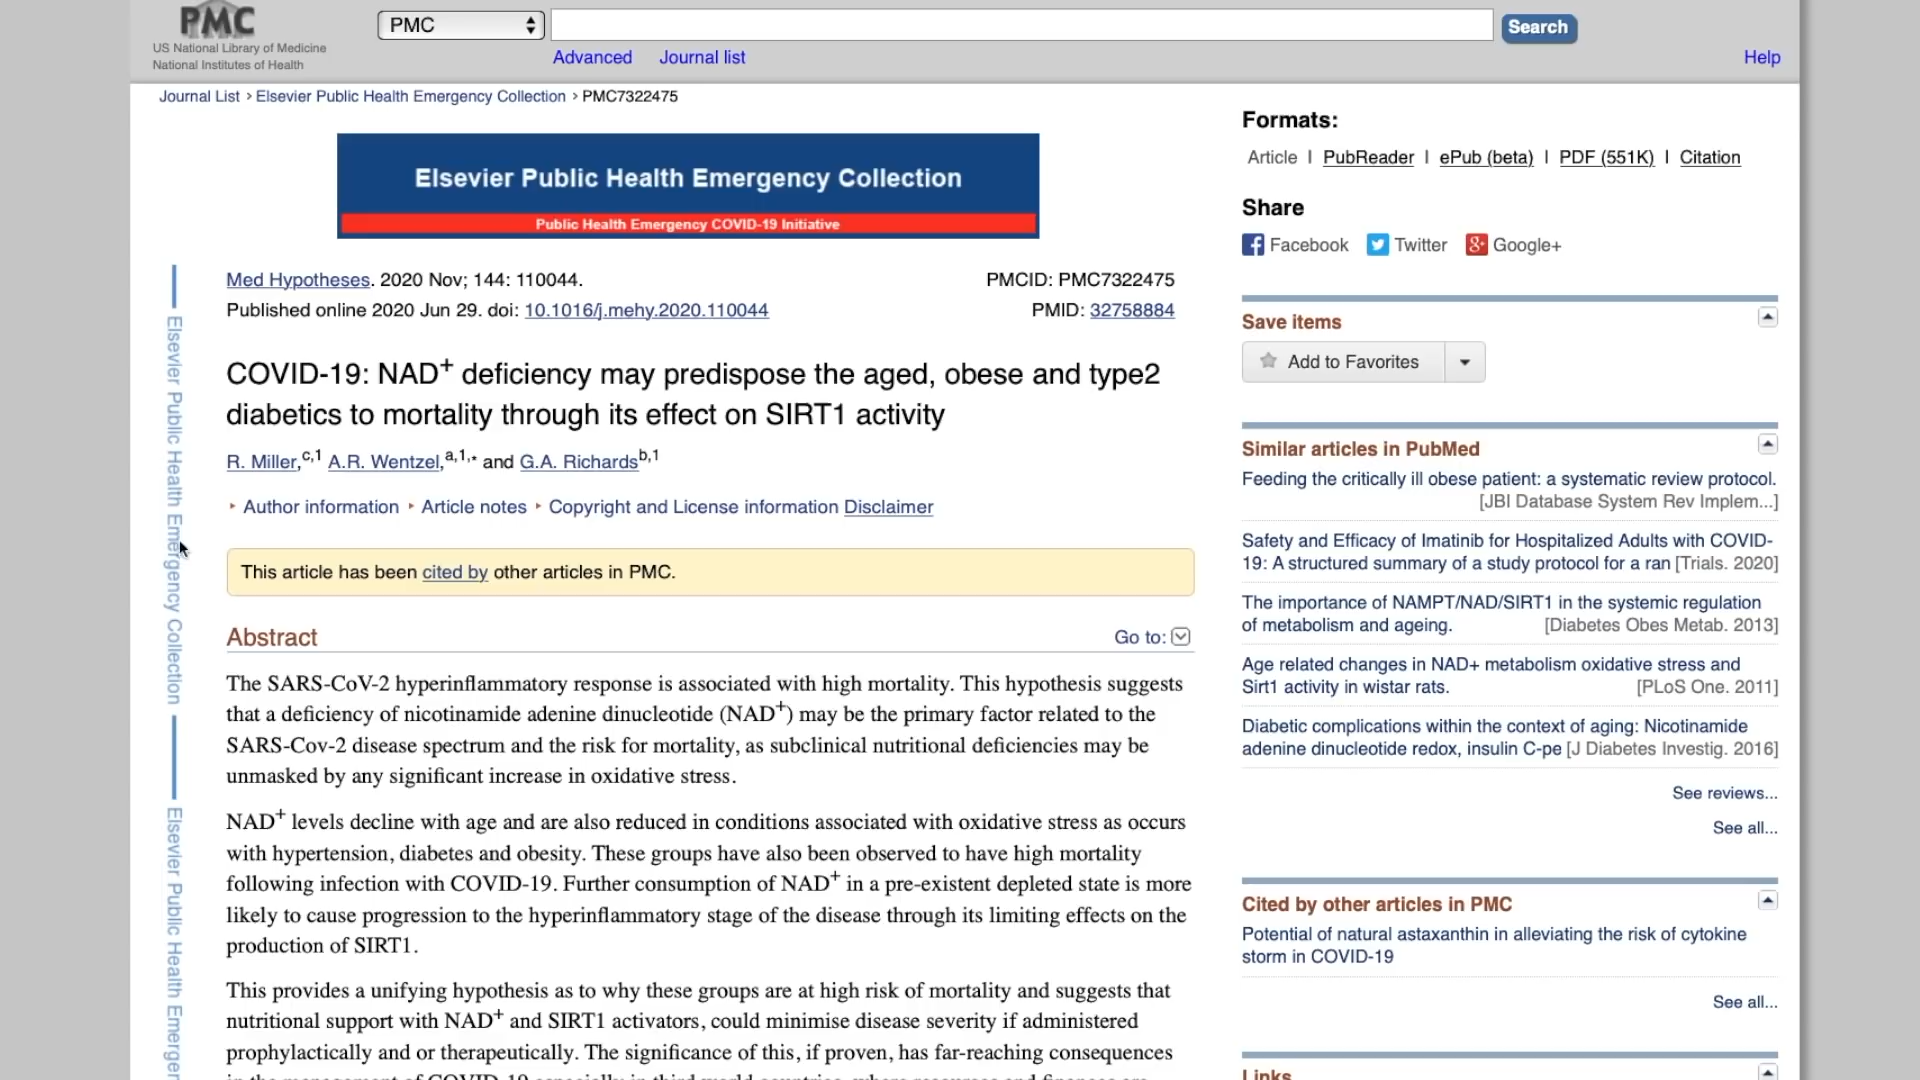 PMC
US National Library of Medicine
National Institutes of Health
PMC
Search
Advanced Journal list
Help
Journal List > Elsevier Public Health Emergency Collection > PMC7322475
Elsevier Public Health Emergency Collection
Public Health Emergency COVID-19 Initiative
Med Hypotheses. 2020 Nov; 144: 110044.
PMCID: PMC7322475
Published online 2020 Jun 29. doi: 10.1016/j.mehy.2020.110044
PMID: 32758884
COVID-19: NAD+ deficiency may predispose the aged, obese and type2
diabetics to mortality through its effect on SIRT1 activity
R. Miller,c,1 A.R. Wentzel,a,1,* and G.A. Richardsb,1
Author information Article notes Copyright and License information Disclaimer
This article has been cited by other articles in PMC.
Abstract
Go to:
The SARS-CoV-2 hyperinflammatory response is associated with high mortality. This hypothesis suggests
that a deficiency of nicotinamide adenine dinucleotide (NAD+) may be the primary factor related to the
SARS-Cov-2 disease spectrum and the risk for mortality, as subclinical nutritional deficiencies may be
unmasked by any significant increase in oxidative stress.
NAD+ levels decline with age and are also reduced in conditions associated with oxidative stress as occurs
with hypertension, diabetes and obesity. These groups have also been observed to have high mortality
following infection with COVID-19. Further consumption of NAD+ in a pre-existent depleted state is more
likely to cause progression to the hyperinflammatory stage of the disease through its limiting effects on the
production of SIRT1.
This provides a unifying hypothesis as to why these groups are at high risk of mortality and suggests that
nutritional support with NAD+ and SIRT1 activators, could minimise disease severity if administered
prophylactically and or therapeutically. The significance of this, if proven, has far-reaching consequences
Elsevier Public Health Emergency Collection
Elsevier Public Health Emergen
Formats:
Article | PubReader | ePub (beta) | PDF (551K) | Citation
Share
Facebook Twitter Google+
Save items
Add to Favorites
Similar articles in PubMed
Feeding the critically ill obese patient: a systematic review protocol.
[JBI Database System Rev Implem...]
Safety and Efficacy of Imatinib for Hospitalized Adults with COVID-
19: A structured summary of a study protocol for a ran [Trials. 2020]
The importance of NAMPT/NAD/SIRT1 in the systemic regulation
of metabolism and ageing. [Diabetes Obes Metab. 2013]
Age related changes in NAD+ metabolism oxidative stress and
Sirt1 activity in wistar rats. [PLoS One. 2011]
Diabetic complications within the context of aging: Nicotinamide
adenine dinucleotide redox, insulin C-pe [J Diabetes Investig. 2016]
See reviews...
See all...
Cited by other articles in PMC
Potential of natural astaxanthin in alleviating the risk of cytokine
storm in COVID-19
See all...
Links